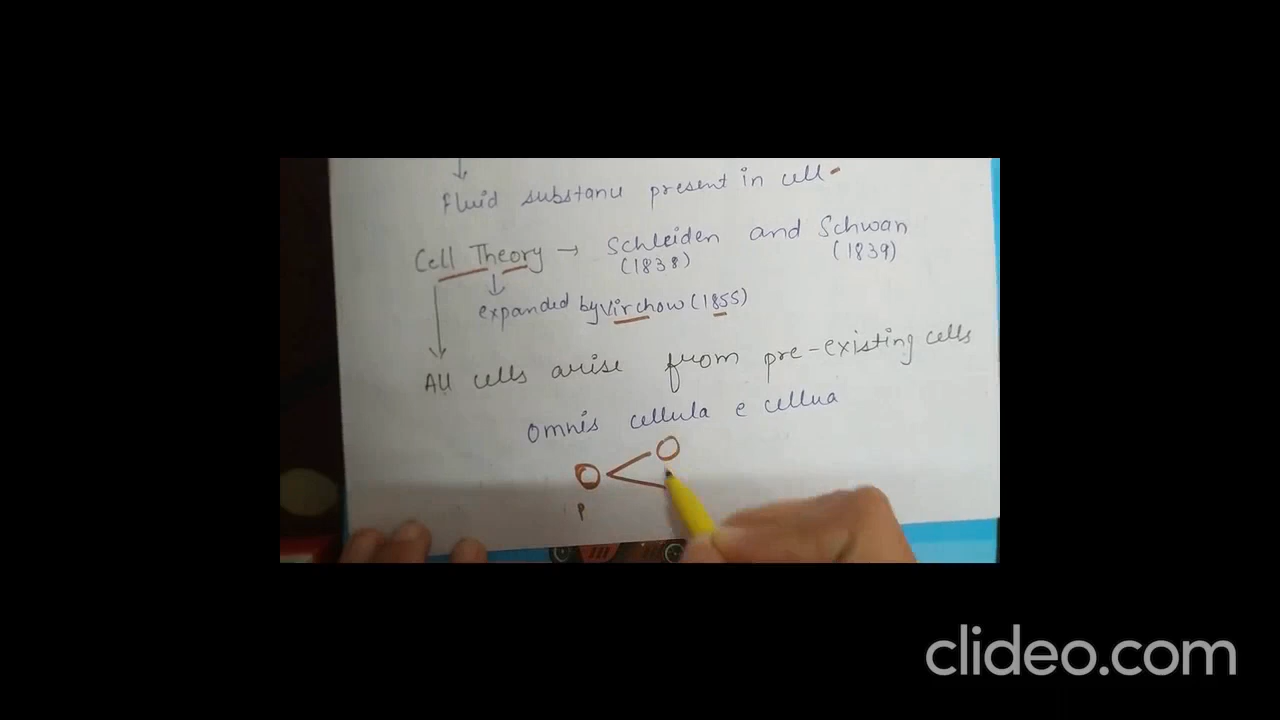 fluid substanu present in cell
Cell Theory → Schleiden and Schwan
(1838) (1839)
expanded by Virchow (1855)
All cells arise from pre-existing cells
omnis cellula e cellua
P
clideo.com